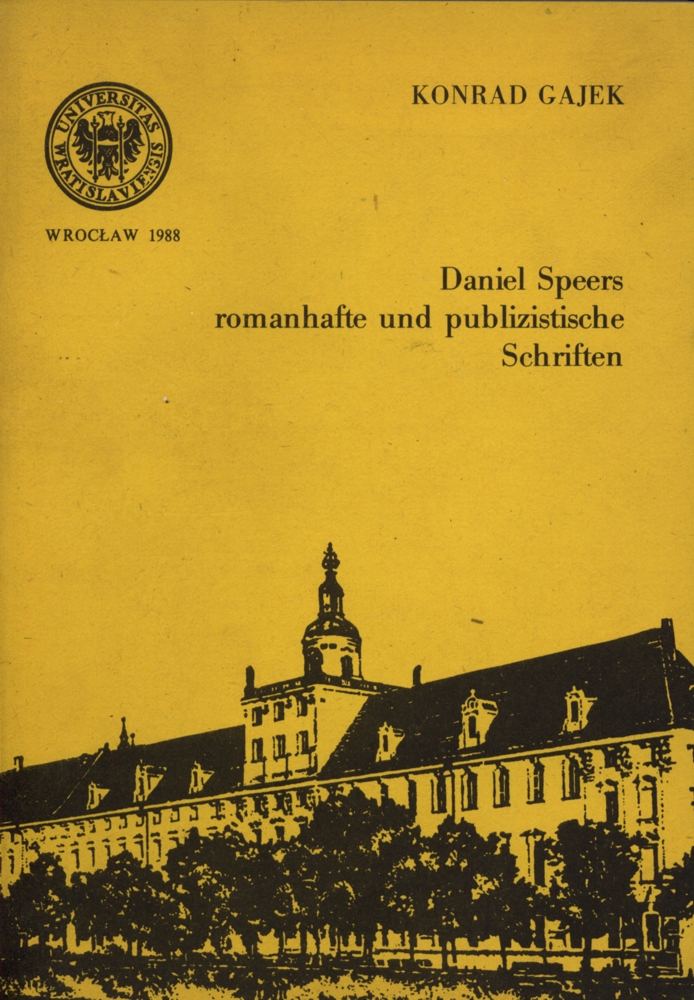 KONRAD GAJEK
UNIVERSITAS
WRATISLAVIENSIS
WROCŁAW 1988
Daniel Speers
romanhafte und publizistische
Schriften